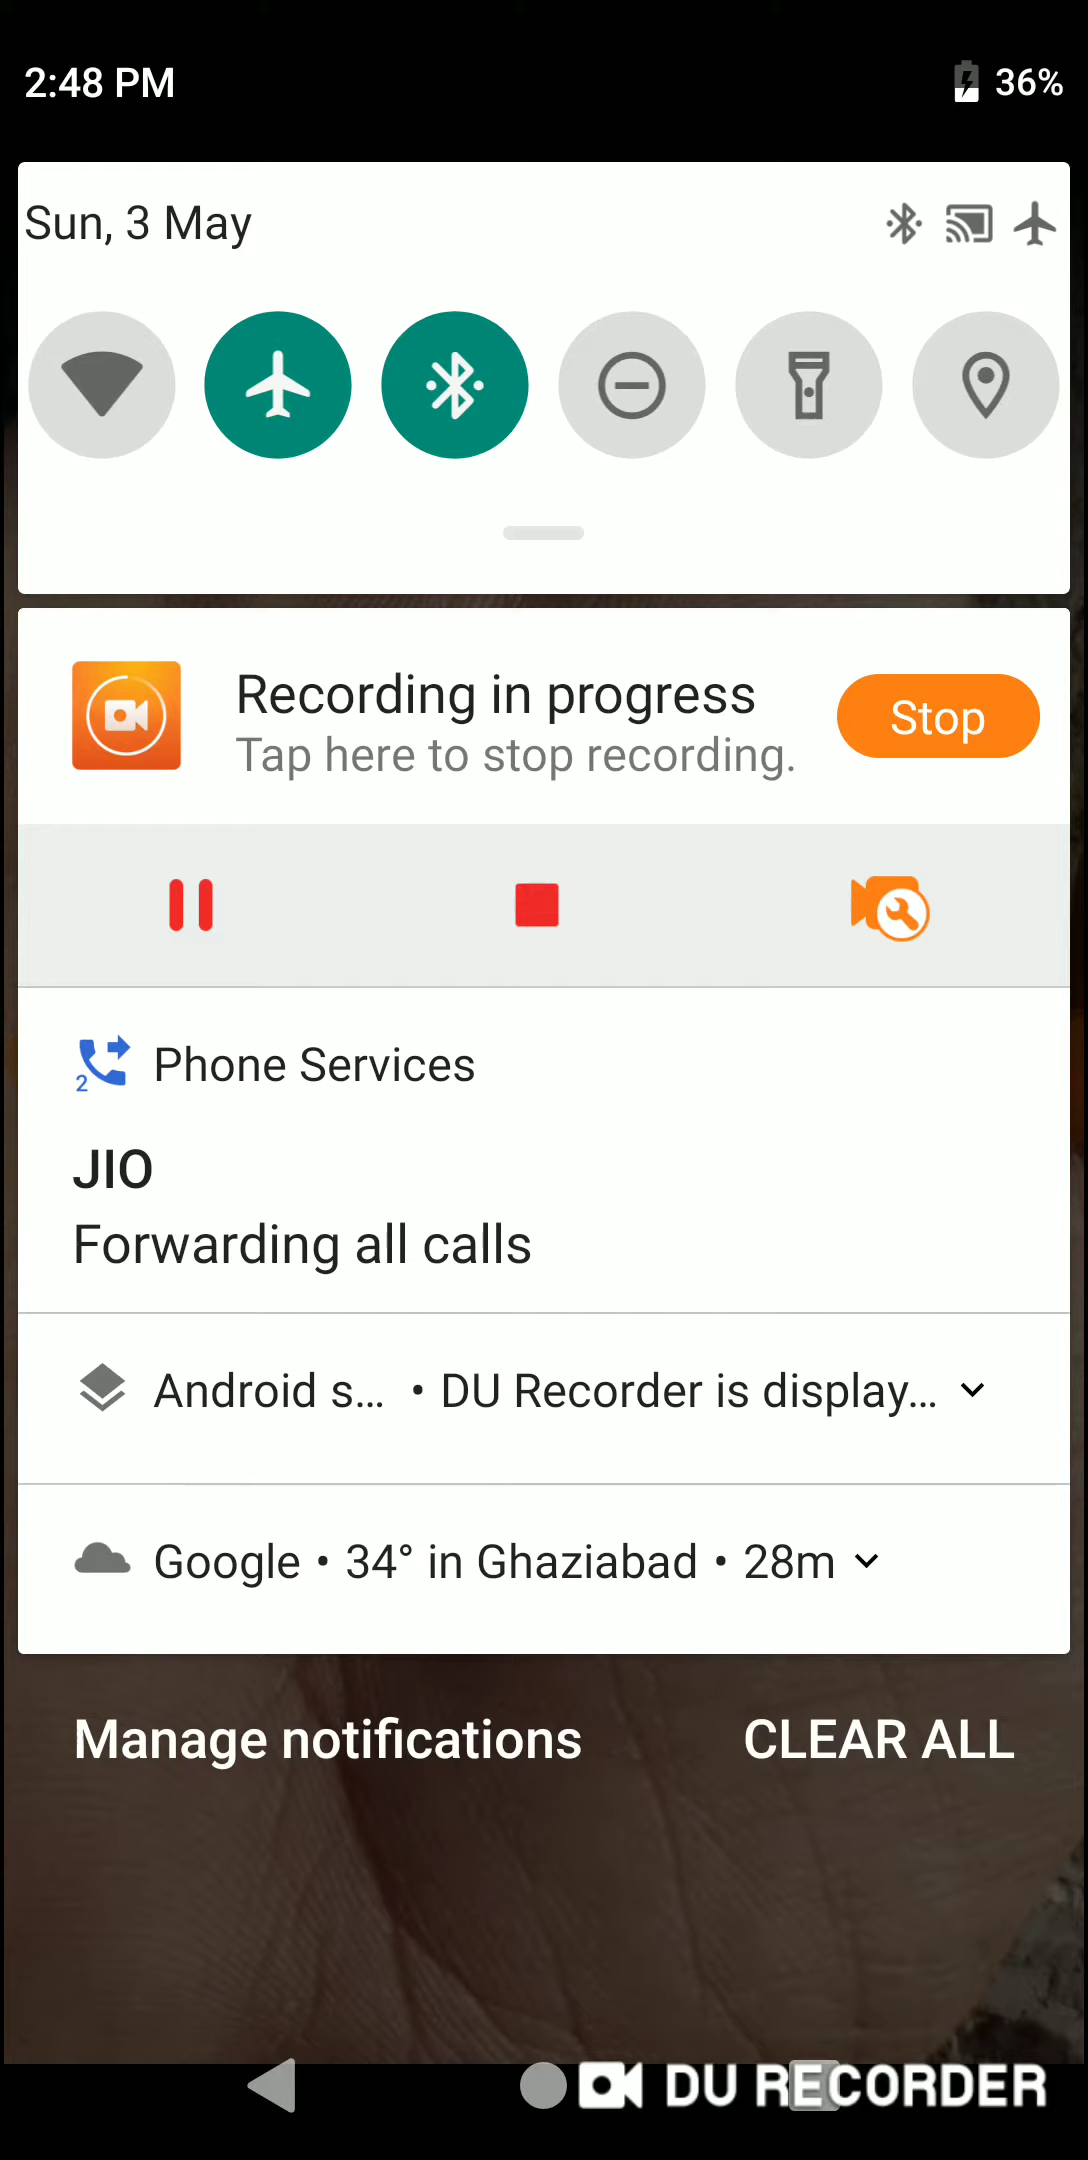 2:48 PM
36%
Sun, 3 May
Recording in progress
Tap here to stop recording.
Stop
2 Phone Services
JIO
Forwarding all calls
Android s... • DU Recorder is display...
Google • 34° in Ghaziabad • 28m
Manage notifications
CLEAR ALL
DU RECORDER